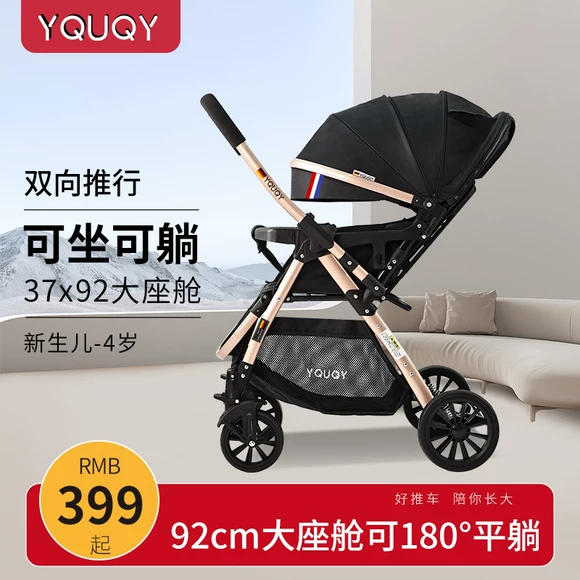 YQUQY
双向推行
可坐可躺
37x92大座舱
新生儿-4岁
YQUQY
YQUQY
RMB
399
起
好推车 陪你长大
92cm大座舱可180°平躺